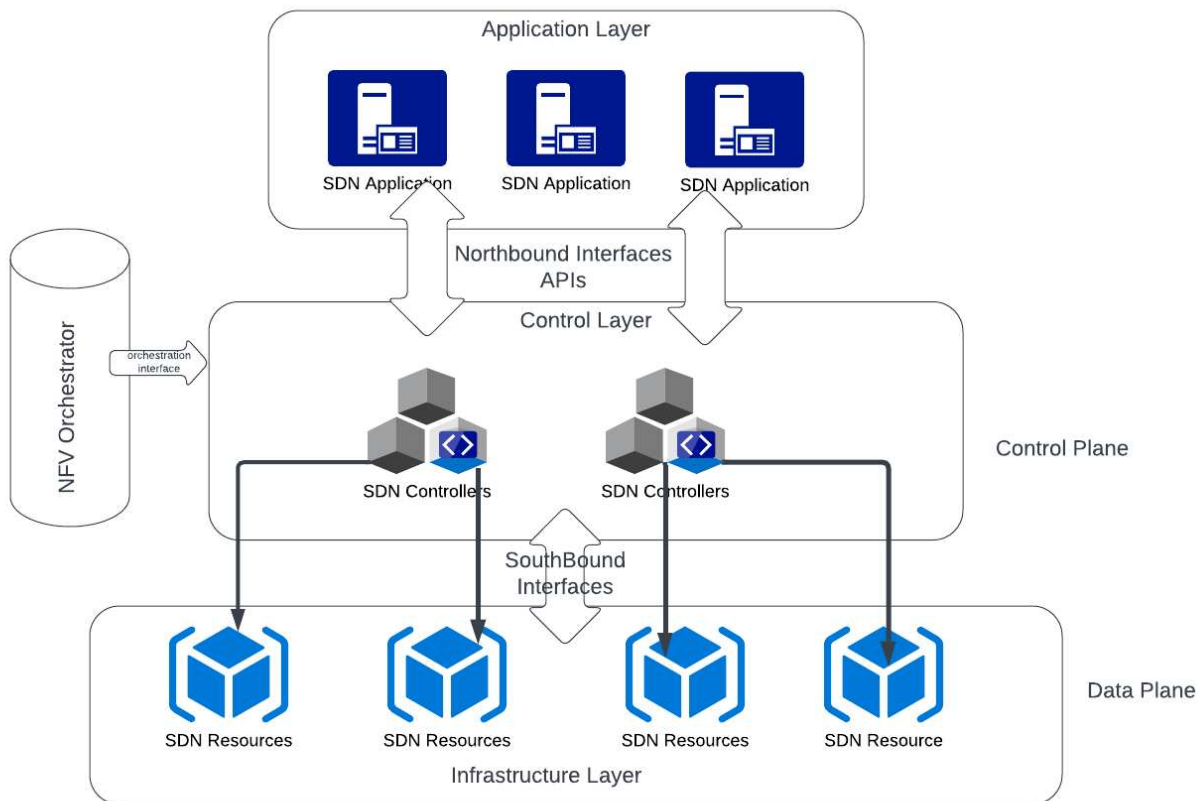 Application Layer
SDN Application
SDN Application
SDN Application
Northbound Interfaces
APIs
Control Layer
NFV Orchestrator
orchestration
interface
SDN Controllers
SDN Controllers
Control Plane
SouthBound
Interfaces
SDN Resources
SDN Resources
SDN Resources
SDN Resource
Data Plane
Infrastructure Layer